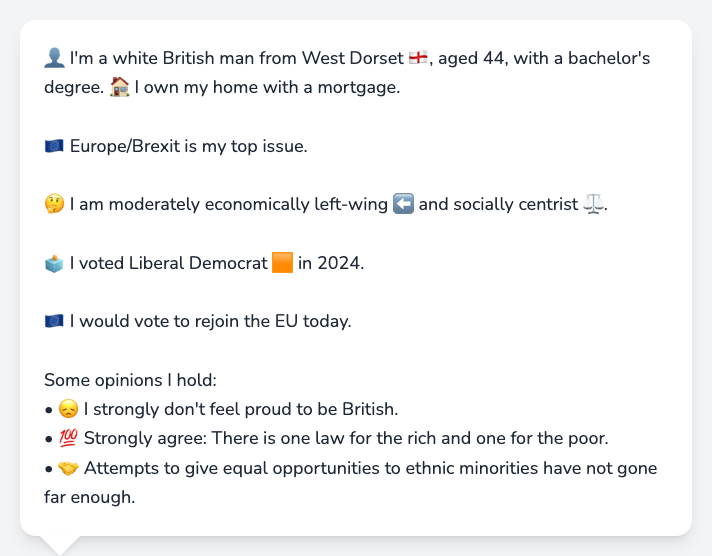 👤 I'm a white British man from West Dorset 🏴󠁧󠁢󠁥󠁮󠁧󠁿, aged 44, with a bachelor's
degree. 🏠 I own my home with a mortgage.
🇪🇺 Europe/Brexit is my top issue.
🤔 I am moderately economically left-wing ⬅️ and socially centrist ⚖️.
🗳️ I voted Liberal Democrat 🟧 in 2024.
🇪🇺 I would vote to rejoin the EU today.
Some opinions I hold:
• 😞 I strongly don't feel proud to be British.
• 💯 Strongly agree: There is one law for the rich and one for the poor.
• 🤝 Attempts to give equal opportunities to ethnic minorities have not gone
far enough.